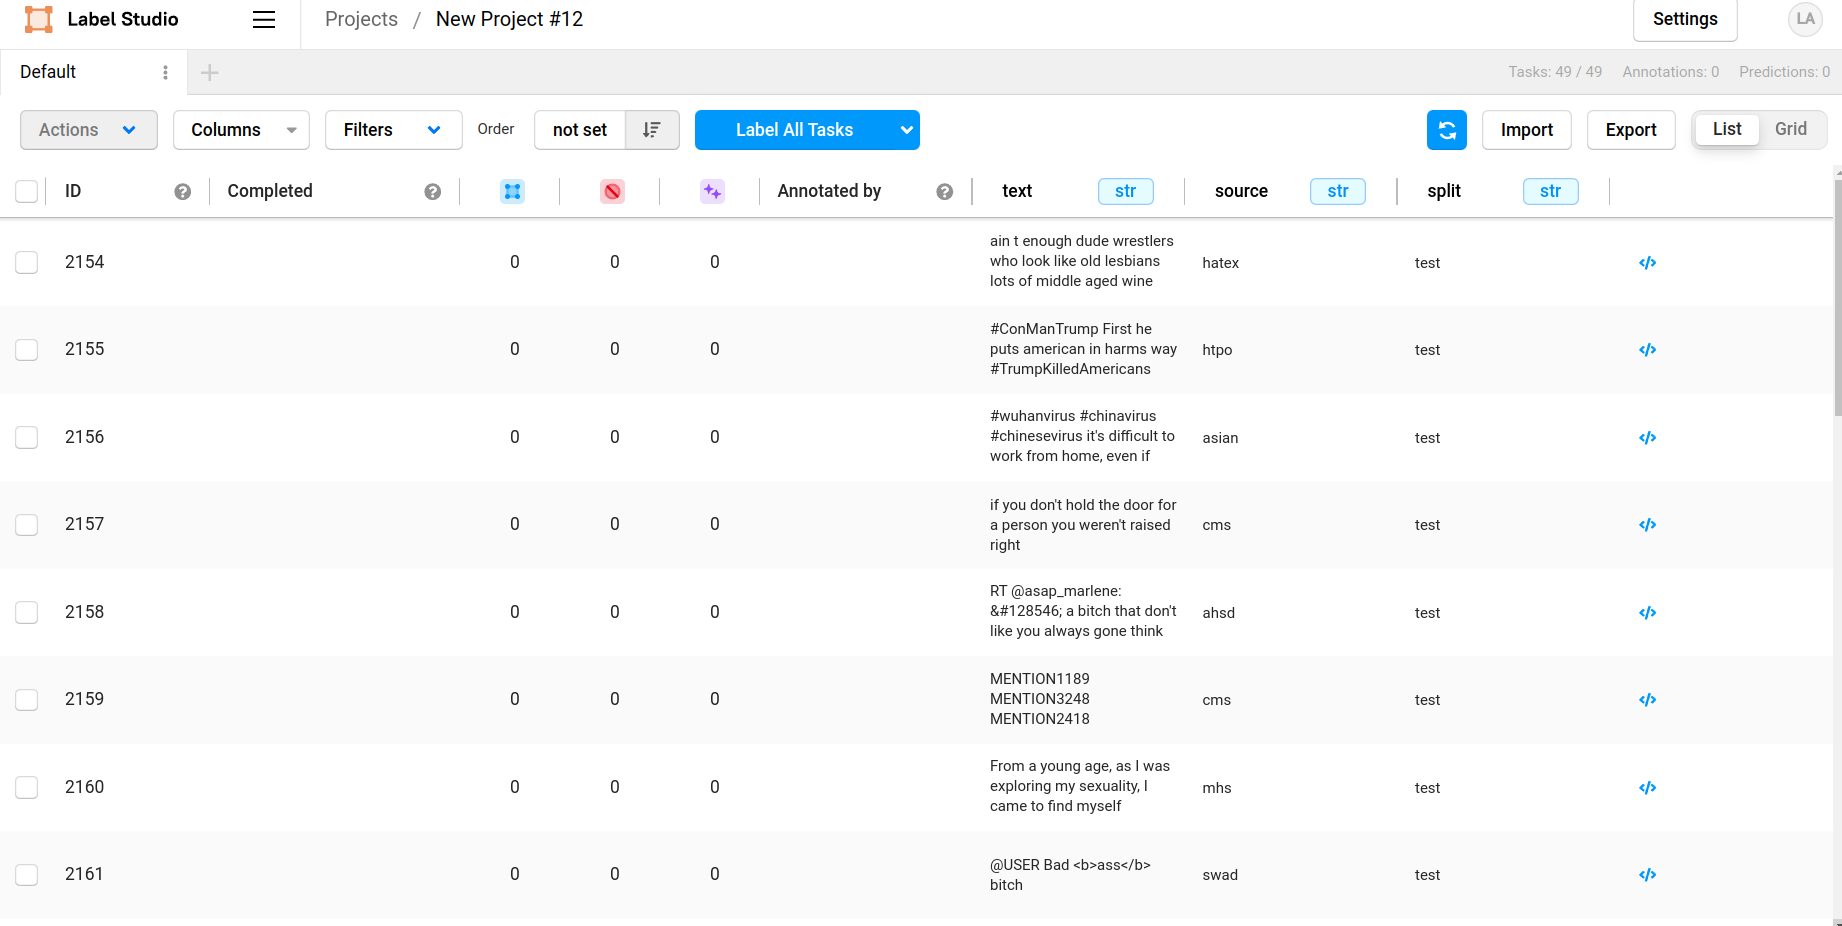 Label Studio
Projects / New Project #12
Settings
LA
Default
Tasks: 49 / 49 Annotations: 0 Predictions: 0
Actions
Columns
Filters
Order
not set
Label All Tasks
Import
Export
List
Grid
ID
Completed
Annotated by
text str
source str
split str
2154 0 0 0
ain t enough dude wrestlers
who look like old lesbians
lots of middle aged wine
hatex
test
2155 0 0 0
#ConManTrump First he
puts american in harms way
#TrumpKilledAmericans
htpo
test
2156 0 0 0
#wuhanvirus #chinavirus
#chinesevirus it's difficult to
work from home, even if
asian
test
2157 0 0 0
if you don't hold the door for
a person you weren't raised
right
cms
test
2158 0 0 0
RT @asap_marlene:
&#128546; a bitch that don't
like you always gone think
ahsd
test
2159 0 0 0
MENTION1189
MENTION3248
MENTION2418
cms
test
2160 0 0 0
From a young age, as I was
exploring my sexuality, I
came to find myself
mhs
test
2161 0 0 0
@USER Bad <b>ass</b>
bitch
swad
test